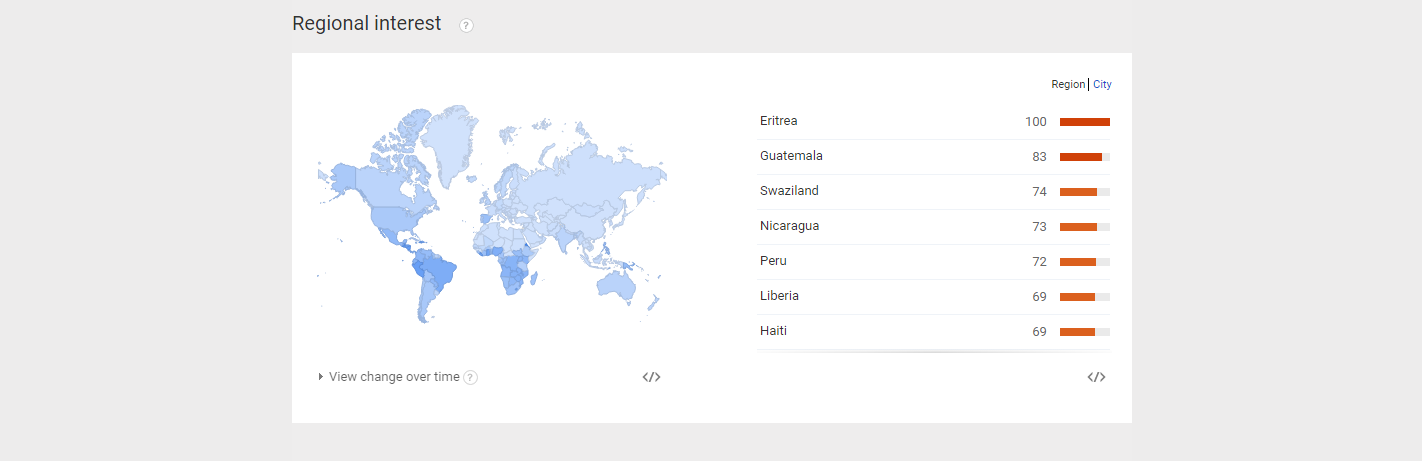 Regional interest ?
Region City
Eritrea 100
Guatemala 83
Swaziland 74
Nicaragua 73
Peru 72
Liberia 69
Haiti 69
View change over time ? </> </>